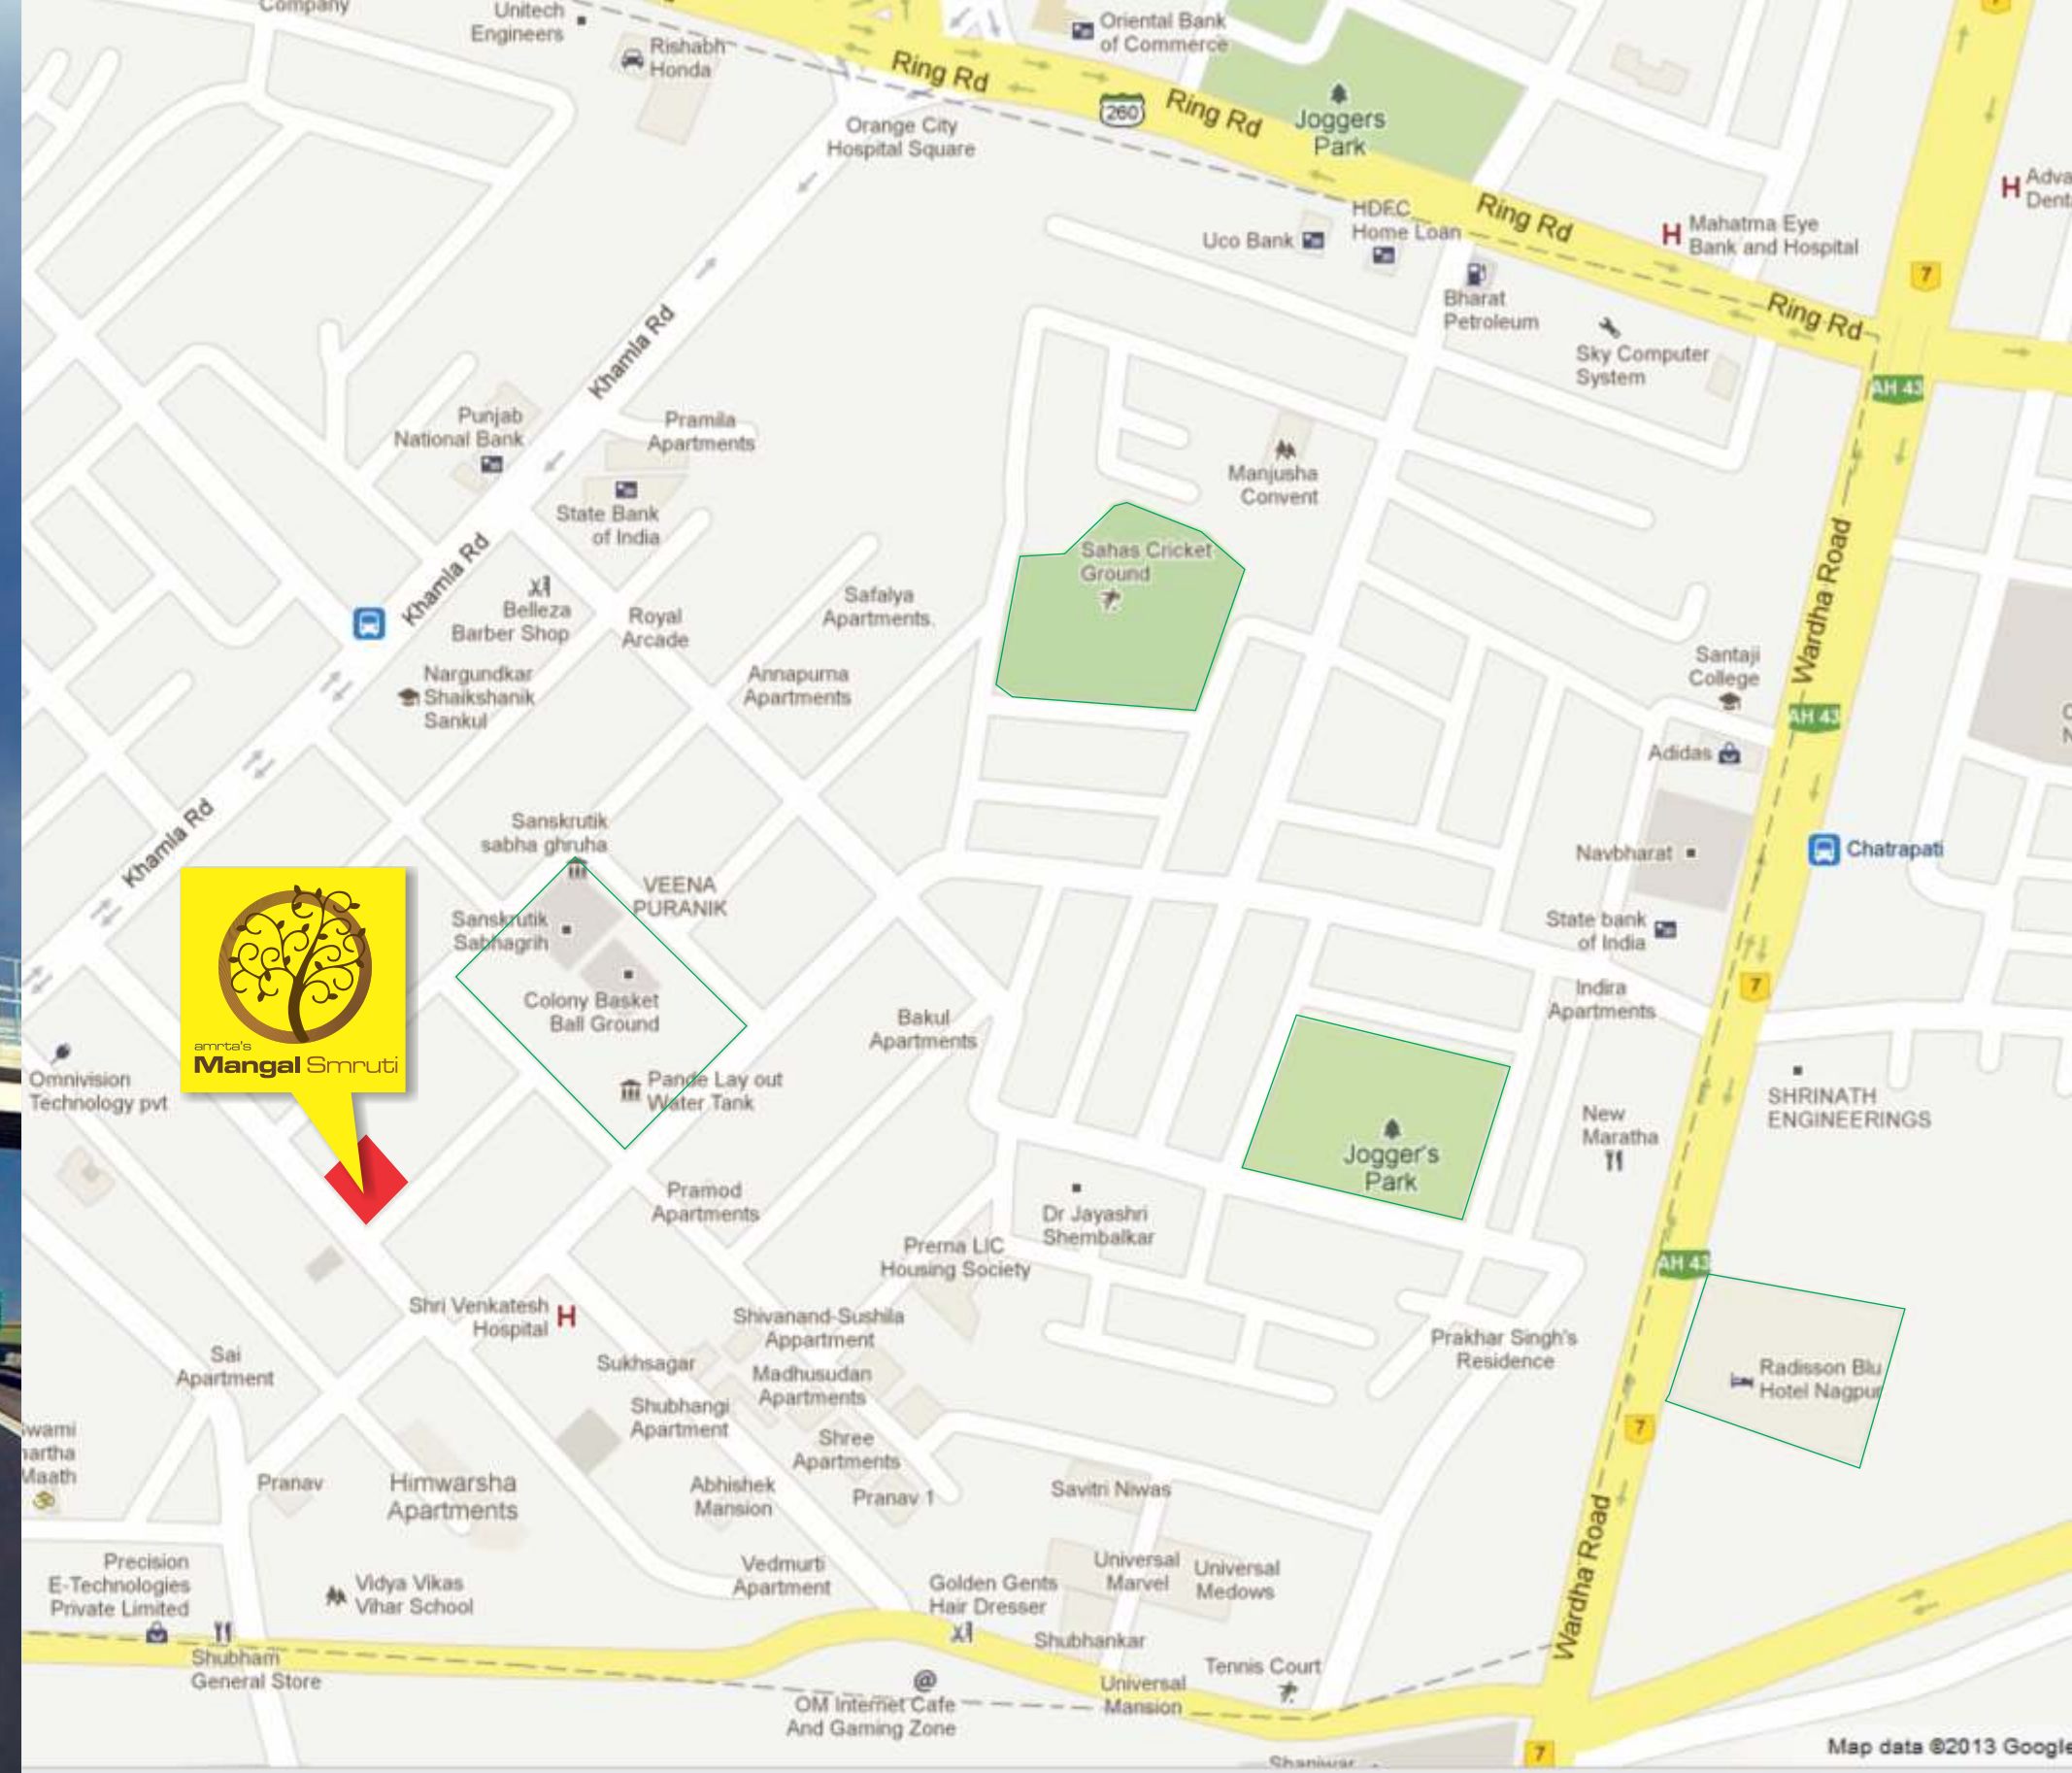 Company
Unitech
Engineers
Rishabh
Honda
Oriental Bank
of Commerce
Ring Rd
260
Ring Rd
Joggers
Park
7
Orange City
Hospital Square
HDFC
Home Loan
Uco Bank
Ring Rd
H
Mahatma Eye
Bank and Hospital
H
7
Bharat
Petroleum
Ring Rd
Sky Computer
System
AH 43
Khamla Rd
Punjab
National Bank
Pramila
Apartments
State Bank
of India
Manjusha
Convent
Sahas Cricket
Ground
Khamla Rd
Belleza
Barber Shop
Royal
Arcade
Safalya
Apartments.
Wardha Road
Nargundkar
Shaikshanik
Sankul
Annapurna
Apartments
Santaji
College
AH 43
Adidas
Khamla Rd
Sanskrutik
sabha ghruha
VEENA
PURANIK
Navbharat
Chatrapati
Sanskrutik
Sabhagrih
State bank
of India
Colony Basket
Ball Ground
Bakul
Apartments
Indira
Apartments
7
amrta's
Mangal Smruti
Omnivision
Technology pvt
Pande Lay out
Water Tank
SHRINATH
ENGINEERINGS
New
Maratha
Jogger's
Park
Pramod
Apartments
Dr Jayashri
Shembalkar
Prerna LIC
Housing Society
AH 43
Shri Venkatesh
Hospital
H
Shivanand-Sushila
Appartment
Prakhar Singh's
Residence
Sai
Apartment
Sukhsagar
Madhusudan
Apartments
Radisson Blu
Hotel Nagpur
Shubhangi
Apartment
Shree
Apartments
7
Pranav
Himwarsha
Apartments
Abhishek
Mansion
Pranav 1
Savitri Niwas
Wardha Road
Precision
E-Technologies
Private Limited
Vidya Vikas
Vihar School
Vedmurti
Apartment
Golden Gents
Hair Dresser
Universal
Marvel
Universal
Medows
Shubham
General Store
Shubhankar
Tennis Court
@
OM Internet Cafe
And Gaming Zone
Universal
Mansion
7
Map data ©2013 Google